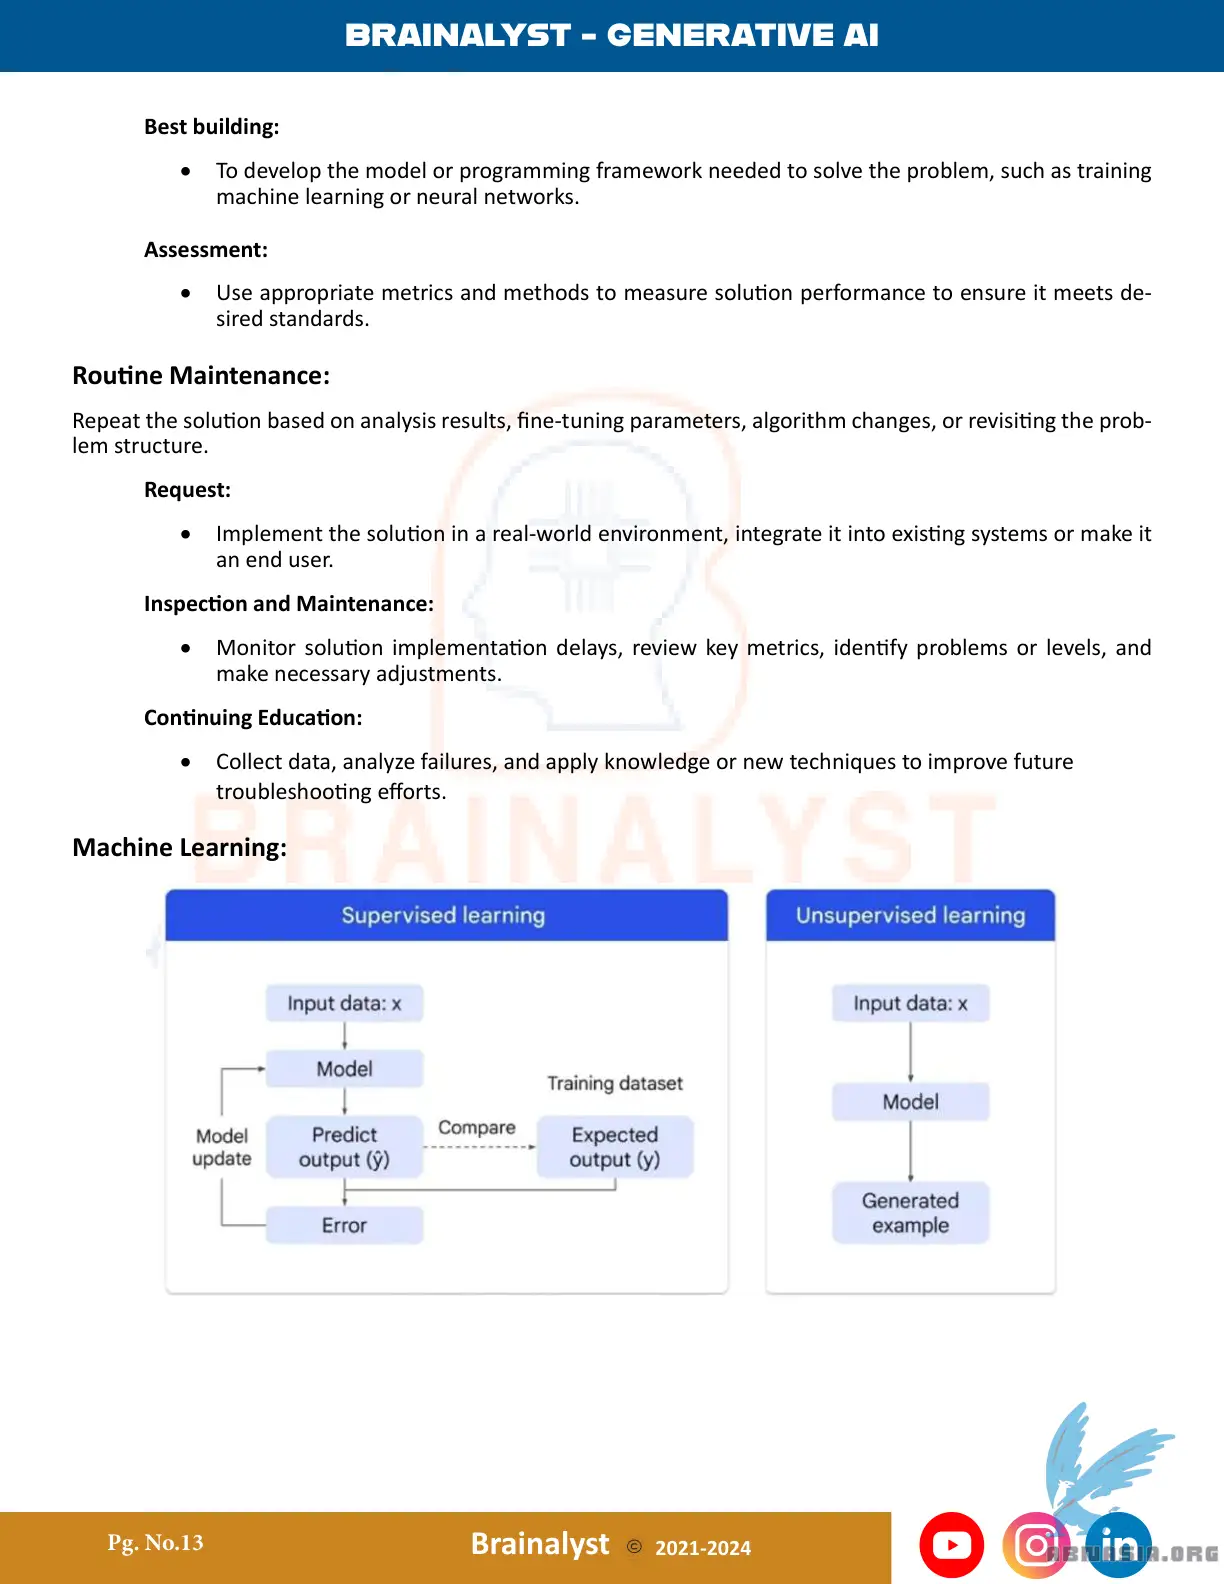 BRAINALYST - GENERATIVE AI
Best building:
• To develop the model or programming framework needed to solve the problem, such as training
machine learning or neural networks.
Assessment:
• Use appropriate metrics and methods to measure solution performance to ensure it meets de-
sired standards.
Routine Maintenance:
Repeat the solution based on analysis results, fine-tuning parameters, algorithm changes, or revisiting the prob-
lem structure.
Request:
• Implement the solution in a real-world environment, integrate it into existing systems or make it
an end user.
Inspection and Maintenance:
• Monitor solution implementation delays, review key metrics, identify problems or levels, and
make necessary adjustments.
Continuing Education:
• Collect data, analyze failures, and apply knowledge or new techniques to improve future
troubleshooting efforts.
BRAINALYST
Machine Learning:
Supervised learning
Input data: x
Model
Training dataset
Model
update
Predict
output (ŷ)
Compare
Expected
output (y)
Error
Unsupervised learning
Input data: x
Model
Generated
example
Pg. No.13
Brainalyst © 2021-2024
in
ABIWASIA.ORG